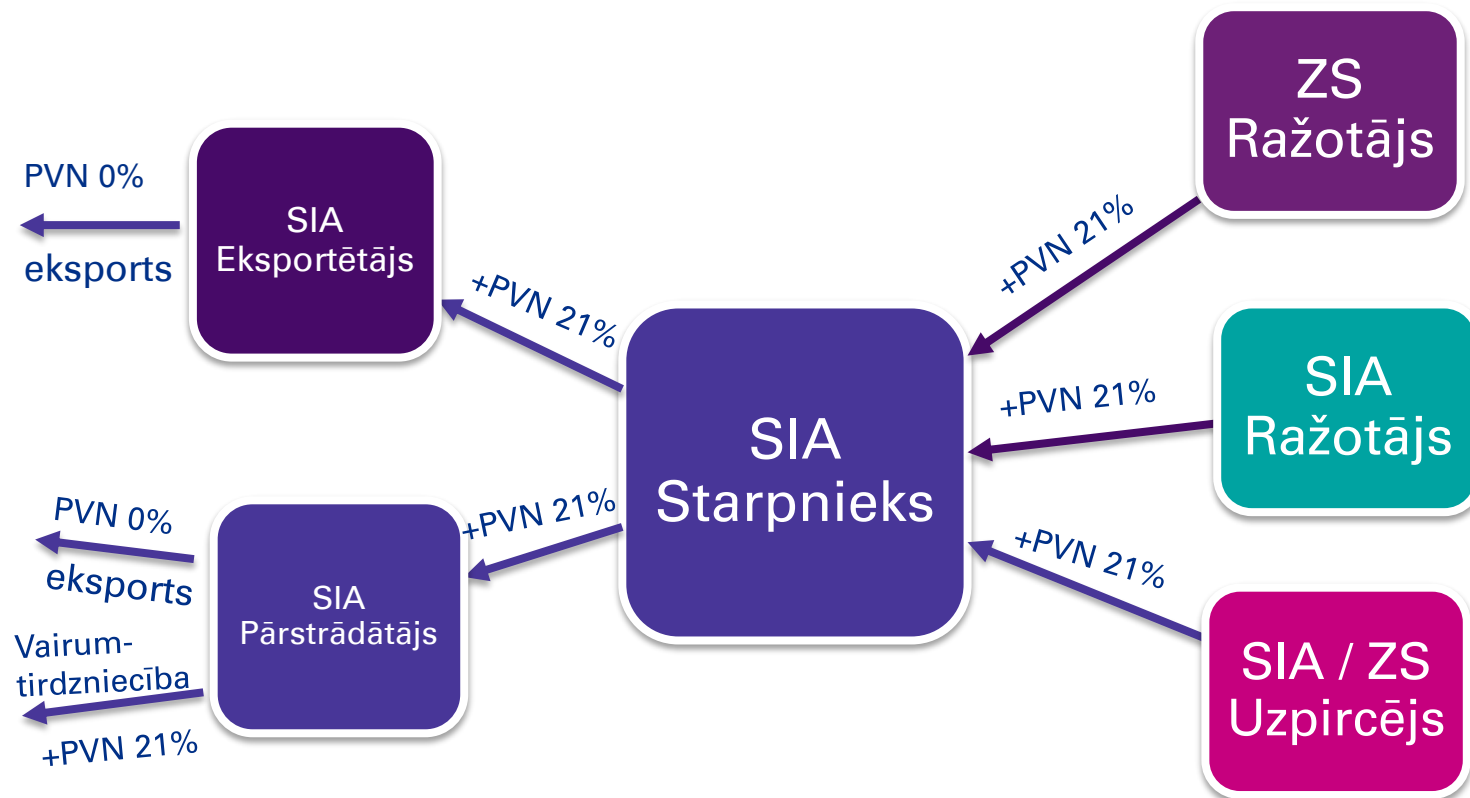 ZS
Ražotājs
PVN 0%
eksports
SIA
Eksportētājs
+PVN 21%
+PVN 21%
SIA
Starpnieks
+PVN 21%
SIA
Ražotājs
PVN 0%
eksports
Vairum-
tirdzniecība
+PVN 21%
SIA
Pārstrādātājs
+PVN 21%
+PVN 21%
SIA / ZS
Uzpircējs